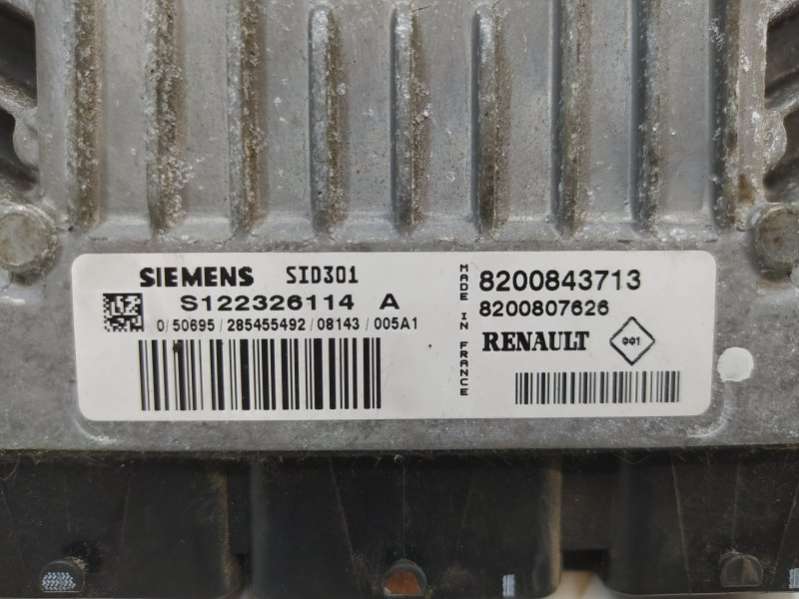 SIEMENS SID301
S122326114 A
0/50695/285455492/08143/005A1
MADE IN FRANCE
8200843713
8200807626
RENAULT 001